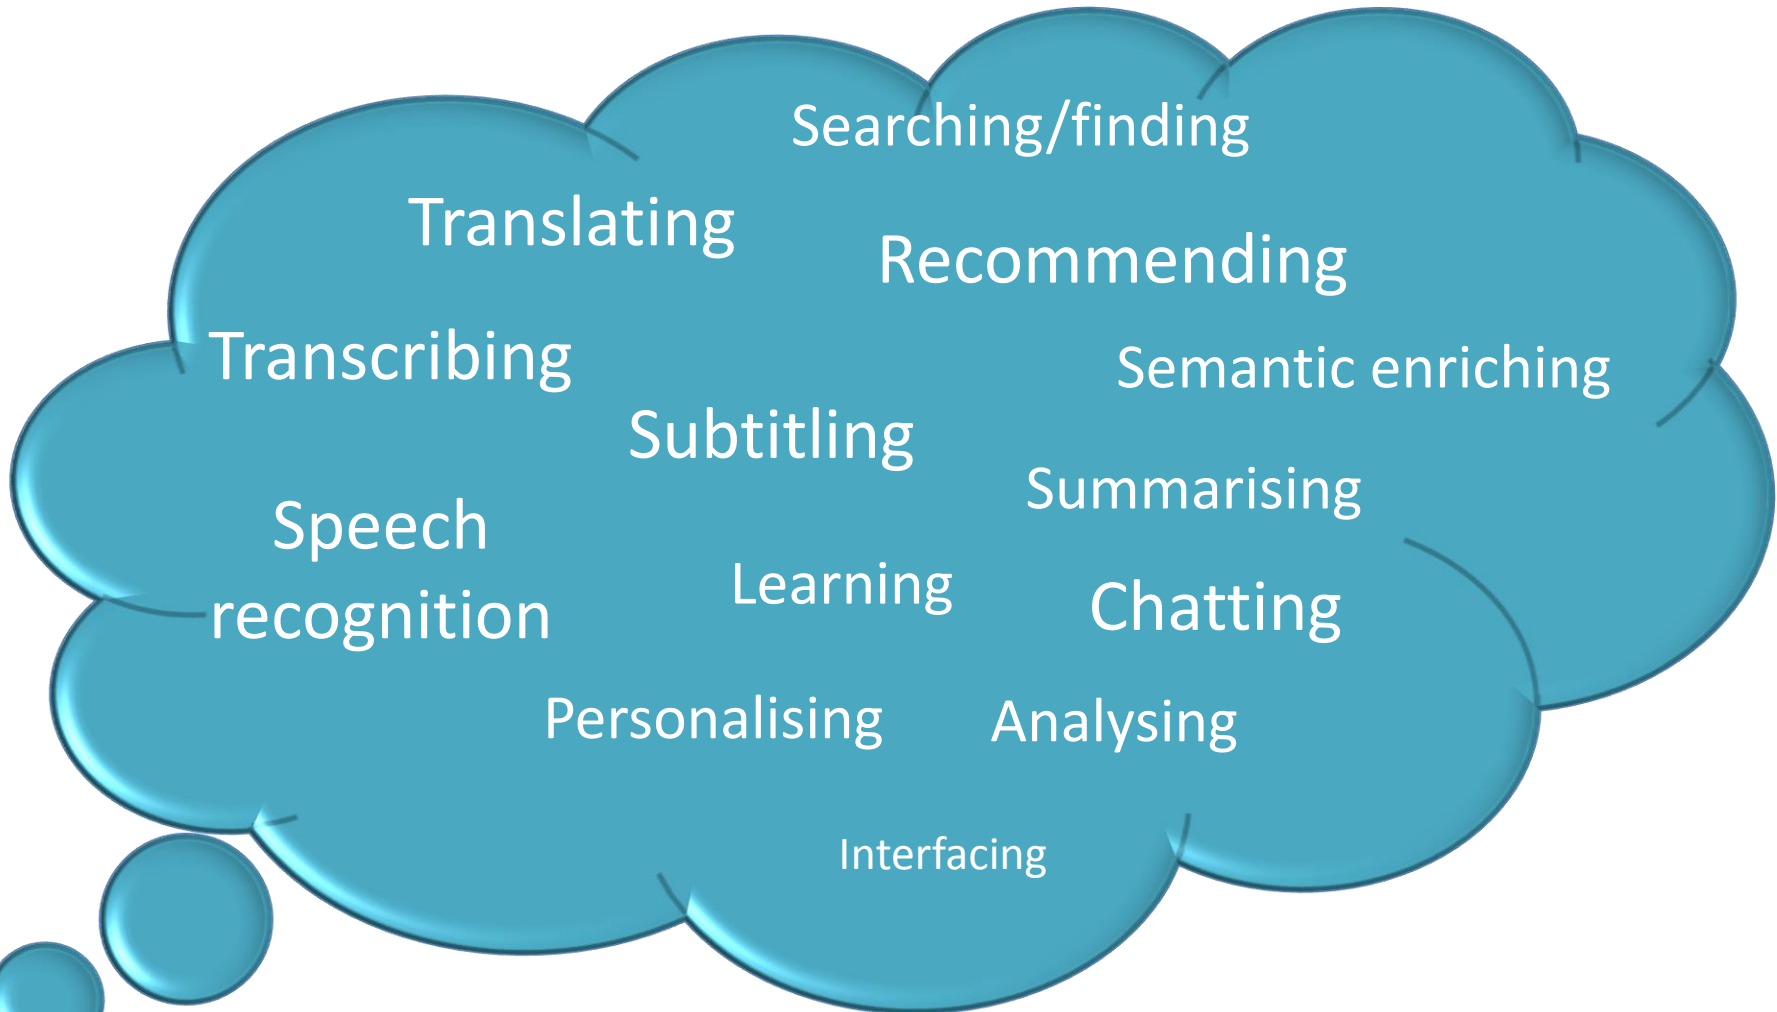 Searching/finding
Translating
Recommending
Transcribing
Semantic enriching
Subtitling
Summarising
Speech
recognition
Learning
Chatting
Personalising
Analysing
Interfacing